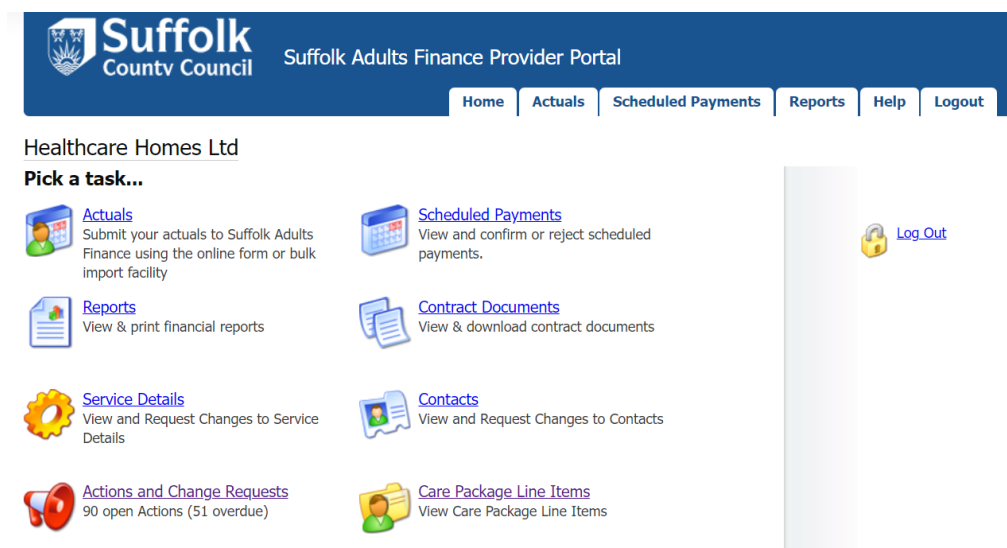 Suffolk
County Council
Suffolk Adults Finance Provider Portal
Home Actuals Scheduled Payments Reports Help Logout
Healthcare Homes Ltd
Pick a task...
Actuals
Submit your actuals to Suffolk Adults
Finance using the online form or bulk
import facility
Scheduled Payments
View and confirm or reject scheduled
payments.
Log Out
Reports
View & print financial reports
Contract Documents
View & download contract documents
Service Details
View and Request Changes to Service
Details
Contacts
View and Request Changes to Contacts
Actions and Change Requests
90 open Actions (51 overdue)
Care Package Line Items
View Care Package Line Items